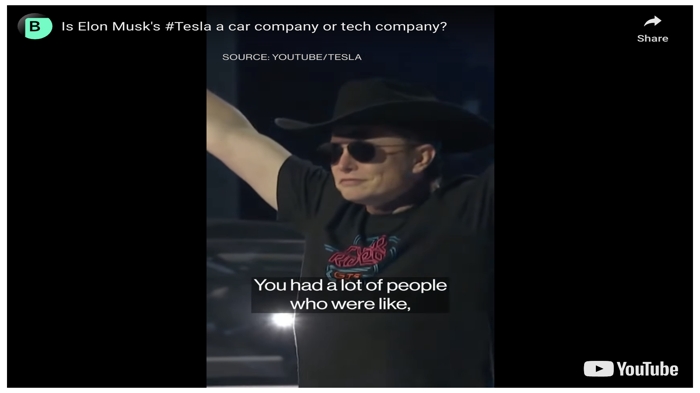 B
Is Elon Musk's #Tesla a car company or tech company?
Share
SOURCE: YOUTUBE/TESLA
You had a lot of people
who were like,
YouTube